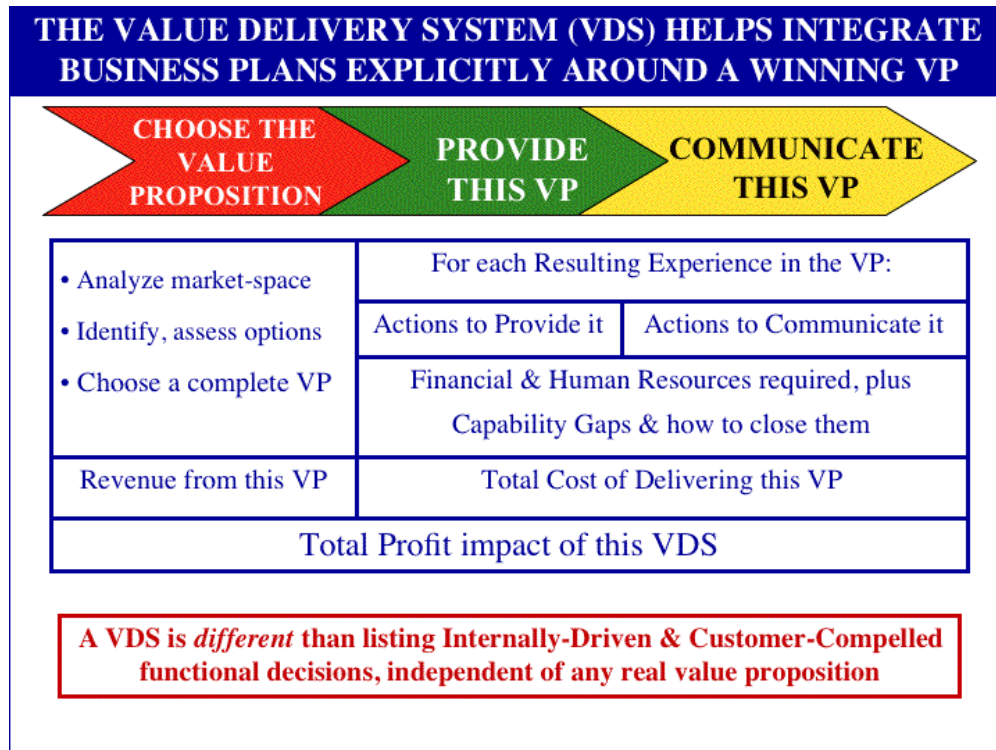 THE VALUE DELIVERY SYSTEM (VDS) HELPS INTEGRATE
BUSINESS PLANS EXPLICITLY AROUND A WINNING VP
CHOOSE THE
VALUE
PROPOSITION
PROVIDE
THIS VP
COMMUNICATE
THIS VP
• Analyze market-space
• Identify, assess options
• Choose a complete VP
For each Resulting Experience in the VP:
Actions to Provide it
Actions to Communicate it
Financial & Human Resources required, plus
Capability Gaps & how to close them
Revenue from this VP
Total Cost of Delivering this VP
Total Profit impact of this VDS
A VDS is different than listing Internally-Driven & Customer-Compelled
functional decisions, independent of any real value proposition